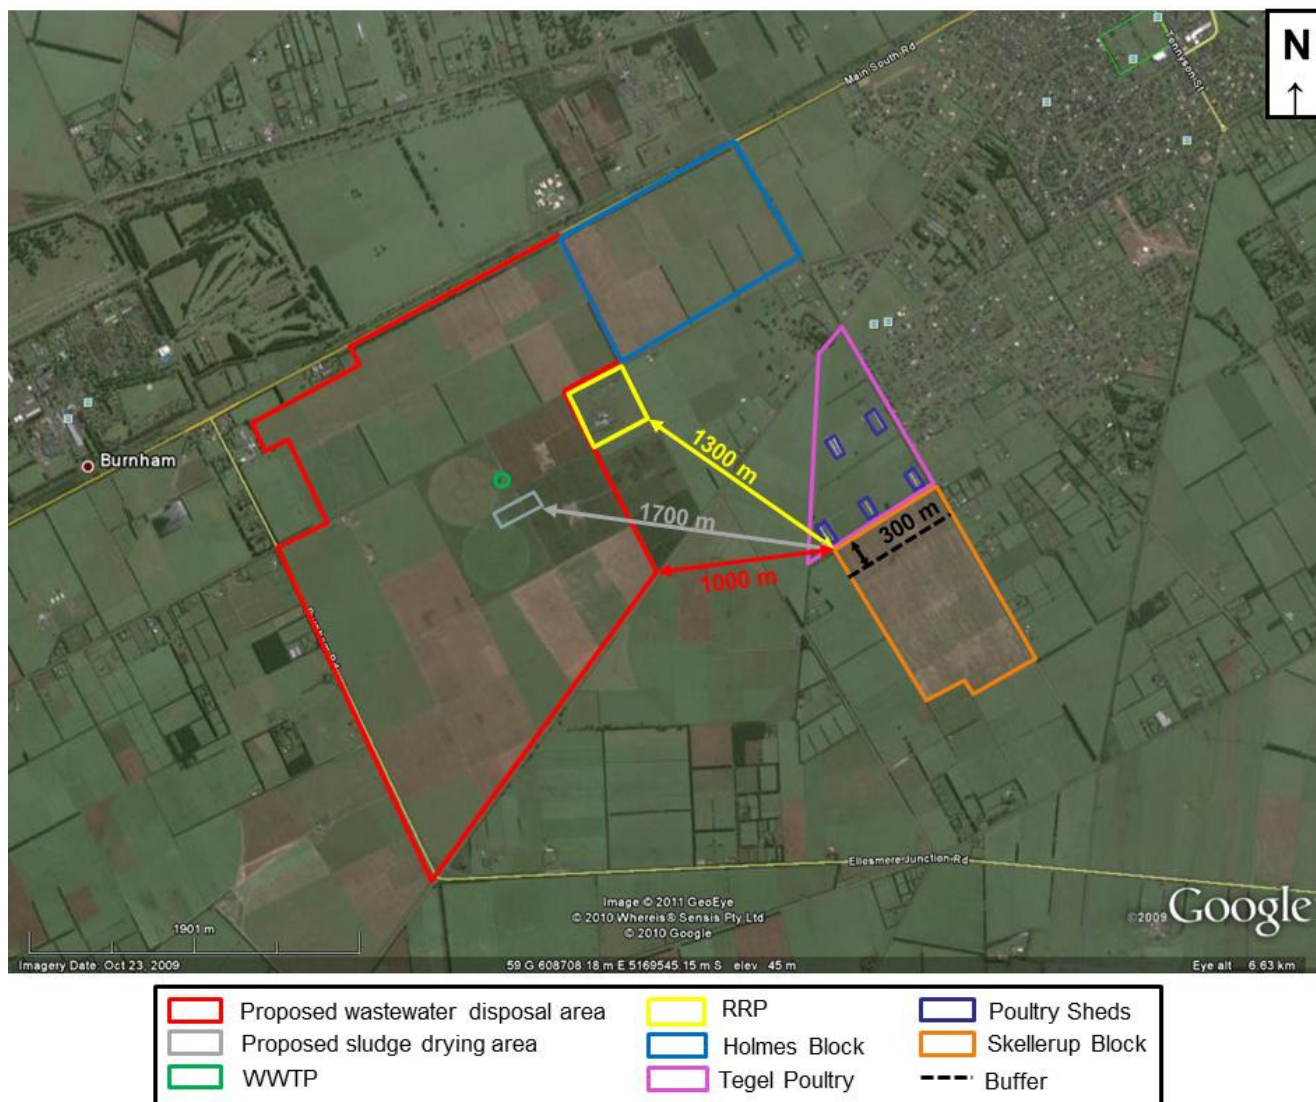 N
Main South Rd
Tennyson St
Burnham
1300 m
1700 m
300 m
1000 m
Burnham Rd
Ellesmere Junction Rd
Image © 2011 GeoEye
© 2010 Whereis® Sensis Pty Ltd
© 2010 Google
©2009 Google
1901 m
Imagery Date: Oct 23, 2009
59 G 608708.18 m E 5169545.15 m S elev 45 m
Eye alt 6.63 km
Proposed wastewater disposal area
RRP
Poultry Sheds
Proposed sludge drying area
Holmes Block
Skellerup Block
WWTP
Tegel Poultry
Buffer